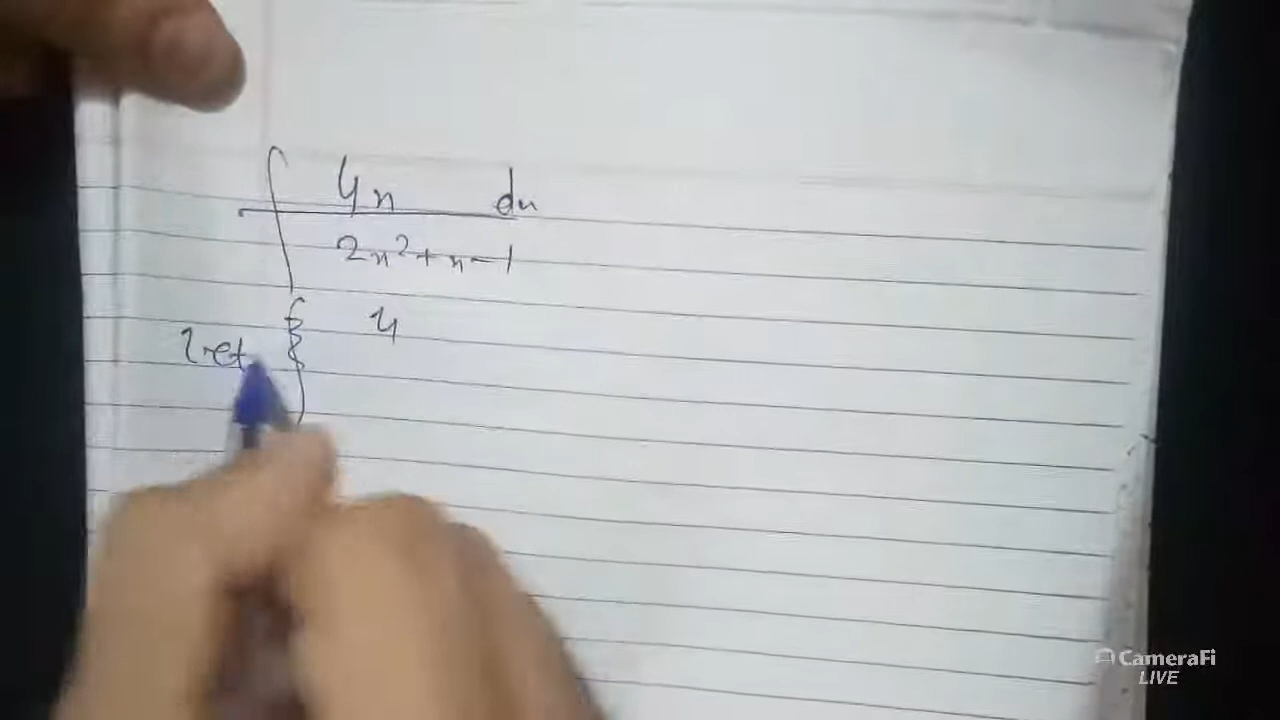 ∫ 4x dx
2x²+x-1
4
let
CameraFi
LIVE